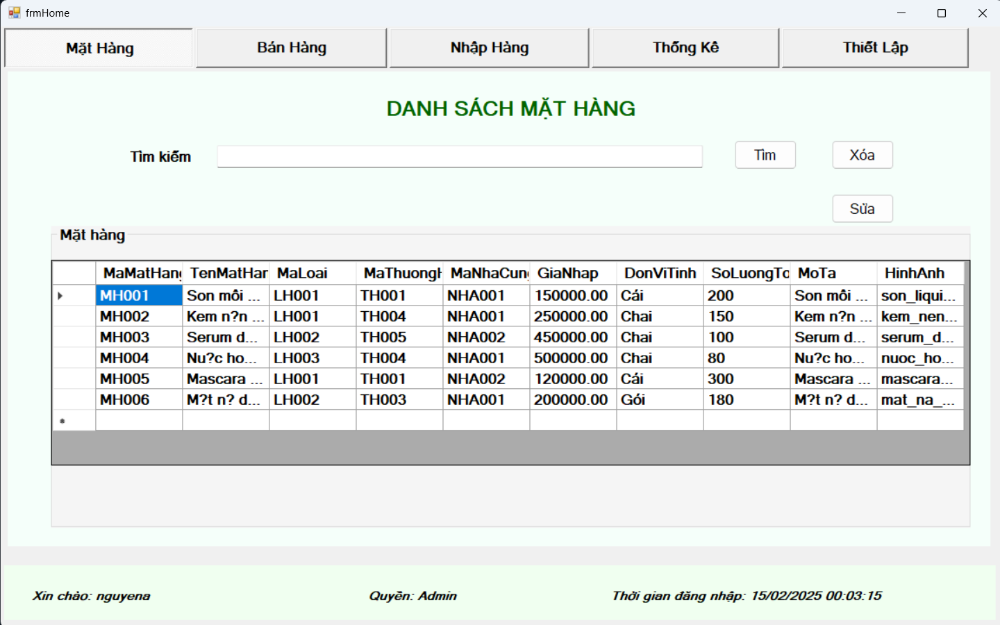 frmHome
Mặt Hàng Bán Hàng Nhập Hàng Thống Kê Thiết Lập
DANH SÁCH MẶT HÀNG
Tìm kiếm Tìm Xóa
Sửa
Mặt hàng
MaMatHang TenMatHar MaLoai MaThuongH MaNhaCung GiaNhap DonViTinh SoLuongTo MoTa HinhAnh
MH001 Son môi ... LH001 TH001 NHA001 150000.00 Cái 200 Son môi ... son_liqui...
MH002 Kem n?n ... LH001 TH004 NHA001 250000.00 Chai 150 Kem n?n ... kem_nen...
MH003 Serum d... LH002 TH005 NHA002 450000.00 Chai 100 Serum d... serum_d...
MH004 Nu?c ho... LH003 TH004 NHA001 500000.00 Chai 80 Nu?c ho... nuoc_ho...
MH005 Mascara ... LH001 TH001 NHA002 120000.00 Cái 300 Mascara ... mascara...
MH006 M?t n? d... LH002 TH003 NHA001 200000.00 Gói 180 M?t n? d... mat_na_...
Xin chào: nguyena Quyền: Admin Thời gian đăng nhập: 15/02/2025 00:03:15